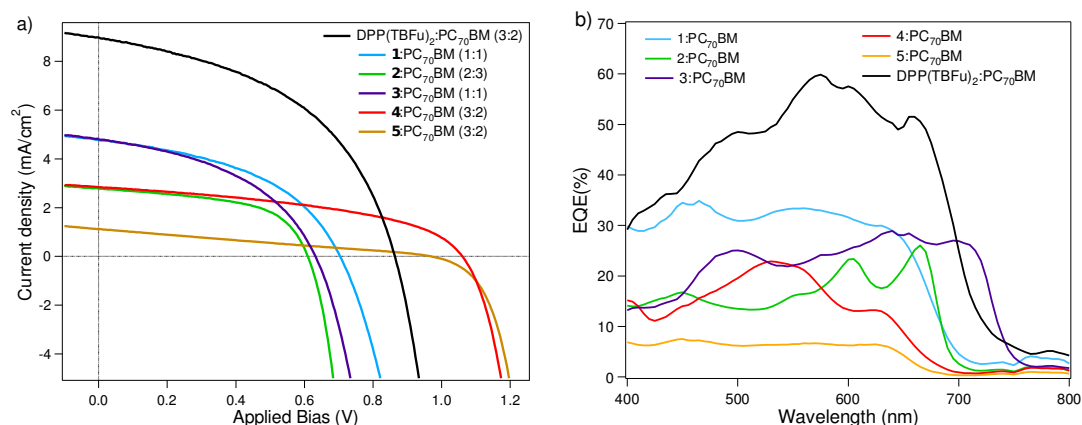 a)
8
6
4
2
0
-2
-4
Current density (mA/cm²)
DPP(TBFu)₂:PC₇₀BM (3:2)
1:PC₇₀BM (1:1)
2:PC₇₀BM (2:3)
3:PC₇₀BM (1:1)
4:PC₇₀BM (3:2)
5:PC₇₀BM (3:2)
0.0 0.2 0.4 0.6 0.8 1.0 1.2
Applied Bias (V)
b)
70
60
50
40
30
20
10
0
EQE(%)
1:PC₇₀BM
2:PC₇₀BM
3:PC₇₀BM
4:PC₇₀BM
5:PC₇₀BM
DPP(TBFu)₂:PC₇₀BM
400 500 600 700 800
Wavelength (nm)